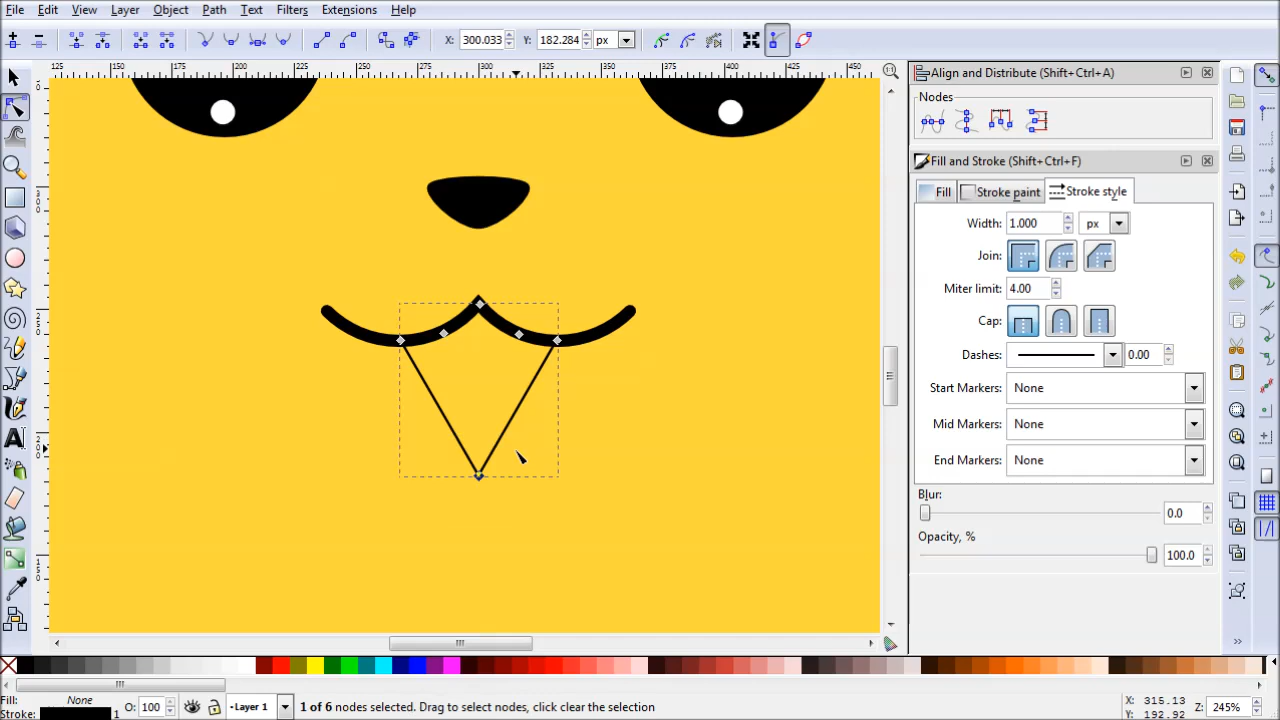 File Edit View Layer Object Path Text Filters Extensions Help
X: 300.033 Y: 182.284 px
125 150 175 200 225 250 275 300 325 350 375 400 425 450
Align and Distribute (Shift+Ctrl+A)
Nodes
Fill and Stroke (Shift+Ctrl+F)
Fill Stroke paint Stroke style
Width: 1.000 px
Join:
Miter limit: 4.00
Cap:
Dashes: 0.00
Start Markers: None
Mid Markers: None
End Markers: None
Blur:
0.0
Opacity, %
100.0
Fill: None
Stroke: 1
O: 100
Layer 1
1 of 6 nodes selected. Drag to select nodes, click clear the selection
X: 315.13
Y: 192.92
Z: 245%